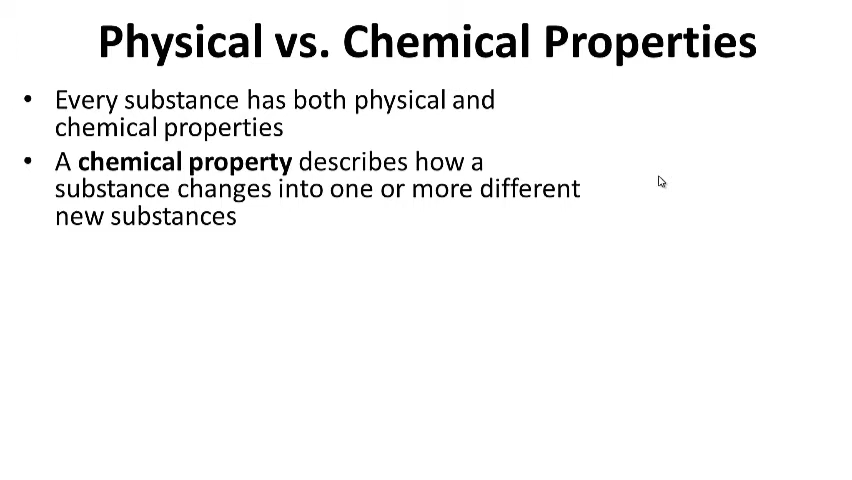 Physical vs. Chemical Properties
• Every substance has both physical and
chemical properties
• A chemical property describes how a
substance changes into one or more different
new substances